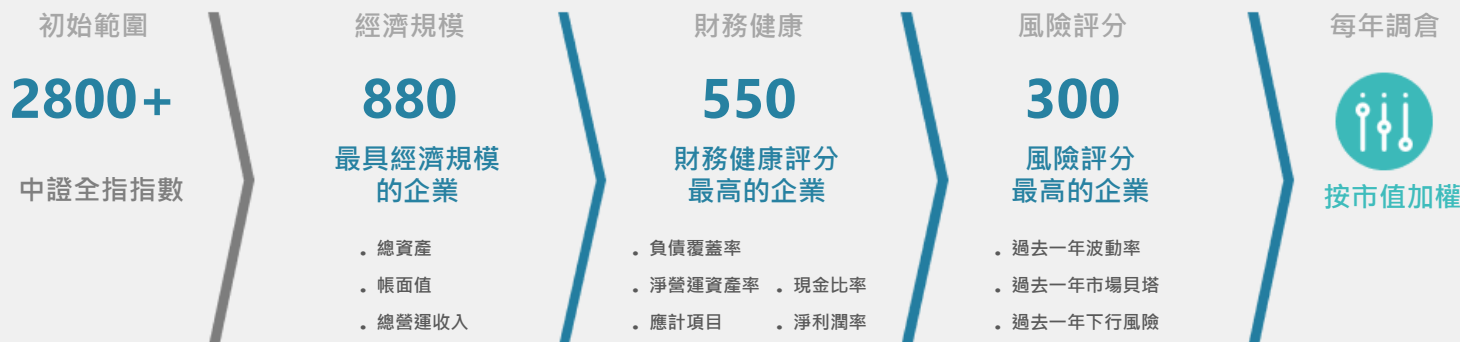 初始範圍
2800+
中證全指指數
經濟規模
880
最具經濟規模
的企業
．總資產
．帳面值
．總營運收入
財務健康
550
財務健康評分
最高的企業
．負債覆蓋率
．淨營運資產率 ．現金比率
．應計項目 ．淨利潤率
風險評分
300
風險評分
最高的企業
．過去一年波動率
．過去一年市場貝塔
．過去一年下行風險
每年調倉
按市值加權